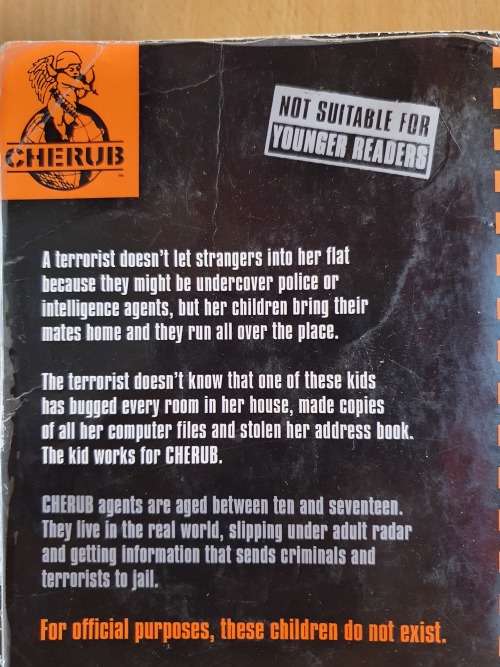 CHERUB
NOT SUITABLE FOR
YOUNGER READERS
A terrorist doesn't let strangers into her flat
because they might be undercover police or
intelligence agents, but her children bring their
mates home and they run all over the place.
The terrorist doesn't know that one of these kids
has bugged every room in her house, made copies
of all her computer files and stolen her address book.
The kid works for CHERUB.
CHERUB agents are aged between ten and seventeen.
They live in the real world, slipping under adult radar
and getting information that sends criminals and
terrorists to jail.
For official purposes, these children do not exist.